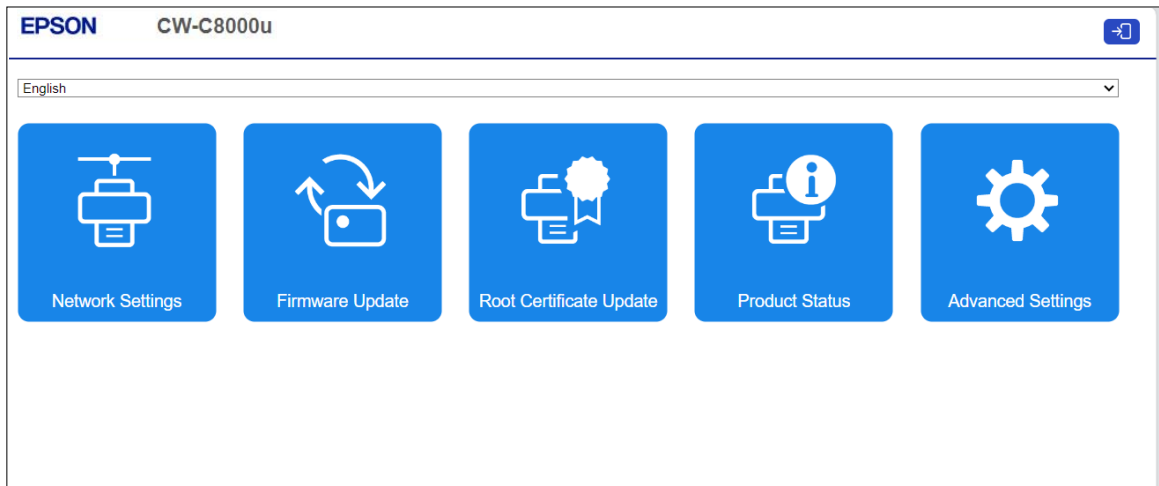 EPSON CW-C8000u
English
Network Settings
Firmware Update
Root Certificate Update
Product Status
Advanced Settings